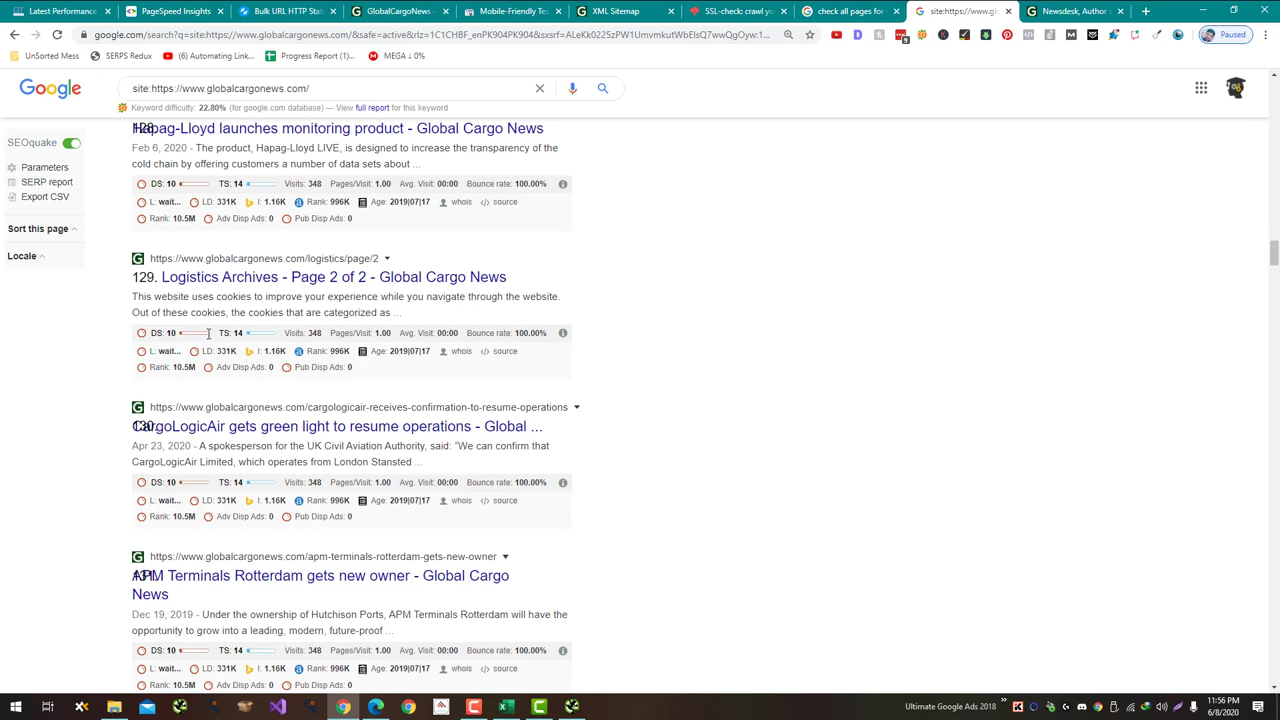 Latest Performance
PageSpeed Insights
Bulk URL HTTP Stat
GlobalCargoNews
Mobile-Friendly Tes
XML Sitemap
SSL-check: crawl yo
check all pages for
site:https://www.gl
Newsdesk, Author a
google.com/search?q=site:https://www.globalcargonews.com/&safe=active&rlz=1C1CHBF_enPK904PK904&sxsrf=ALeKk0225zPW1UmvmkutWbEIsQ7wwQgOyw:1...
Paused
UnSorted Mess
SERPS Redux
(6) Automating Link...
Progress Report (1)...
MEGA ↓ 0%
Google
site:https://www.globalcargonews.com/
Keyword difficulty: 22.80% (for google.com database) — View full report for this keyword
SEOquake
Parameters
SERP report
Export CSV
Sort this page
Locale
128. Hapag-Lloyd launches monitoring product - Global Cargo News
Feb 6, 2020 - The product, Hapag-Lloyd LIVE, is designed to increase the transparency of the
cold chain by offering customers a number of data sets about ...
DS: 10 TS: 14 Visits: 348 Pages/Visit: 1.00 Avg. Visit: 00:00 Bounce rate: 100.00%
L: wait... LD: 331K I: 1.16K Rank: 996K Age: 2019|07|17 whois </> source
Rank: 10.5M Adv Disp Ads: 0 Pub Disp Ads: 0
https://www.globalcargonews.com/logistics/page/2
129. Logistics Archives - Page 2 of 2 - Global Cargo News
This website uses cookies to improve your experience while you navigate through the website.
Out of these cookies, the cookies that are categorized as ...
DS: 10 TS: 14 Visits: 348 Pages/Visit: 1.00 Avg. Visit: 00:00 Bounce rate: 100.00%
L: wait... LD: 331K I: 1.16K Rank: 996K Age: 2019|07|17 whois </> source
Rank: 10.5M Adv Disp Ads: 0 Pub Disp Ads: 0
https://www.globalcargonews.com/cargologicair-receives-confirmation-to-resume-operations
130. CargoLogicAir gets green light to resume operations - Global ...
Apr 23, 2020 - A spokesperson for the UK Civil Aviation Authority, said: “We can confirm that
CargoLogicAir Limited, which operates from London Stansted ...
DS: 10 TS: 14 Visits: 348 Pages/Visit: 1.00 Avg. Visit: 00:00 Bounce rate: 100.00%
L: wait... LD: 331K I: 1.16K Rank: 996K Age: 2019|07|17 whois </> source
Rank: 10.5M Adv Disp Ads: 0 Pub Disp Ads: 0
https://www.globalcargonews.com/apm-terminals-rotterdam-gets-new-owner
131. APM Terminals Rotterdam gets new owner - Global Cargo
News
Dec 19, 2019 - Under the ownership of Hutchison Ports, APM Terminals Rotterdam will have the
opportunity to grow into a leading, modern, future-proof ...
DS: 10 TS: 14 Visits: 348 Pages/Visit: 1.00 Avg. Visit: 00:00 Bounce rate: 100.00%
L: wait... LD: 331K I: 1.16K Rank: 996K Age: 2019|07|17 whois </> source
Rank: 10.5M Adv Disp Ads: 0 Pub Disp Ads: 0
Ultimate Google Ads 2018
11:56 PM
6/8/2020